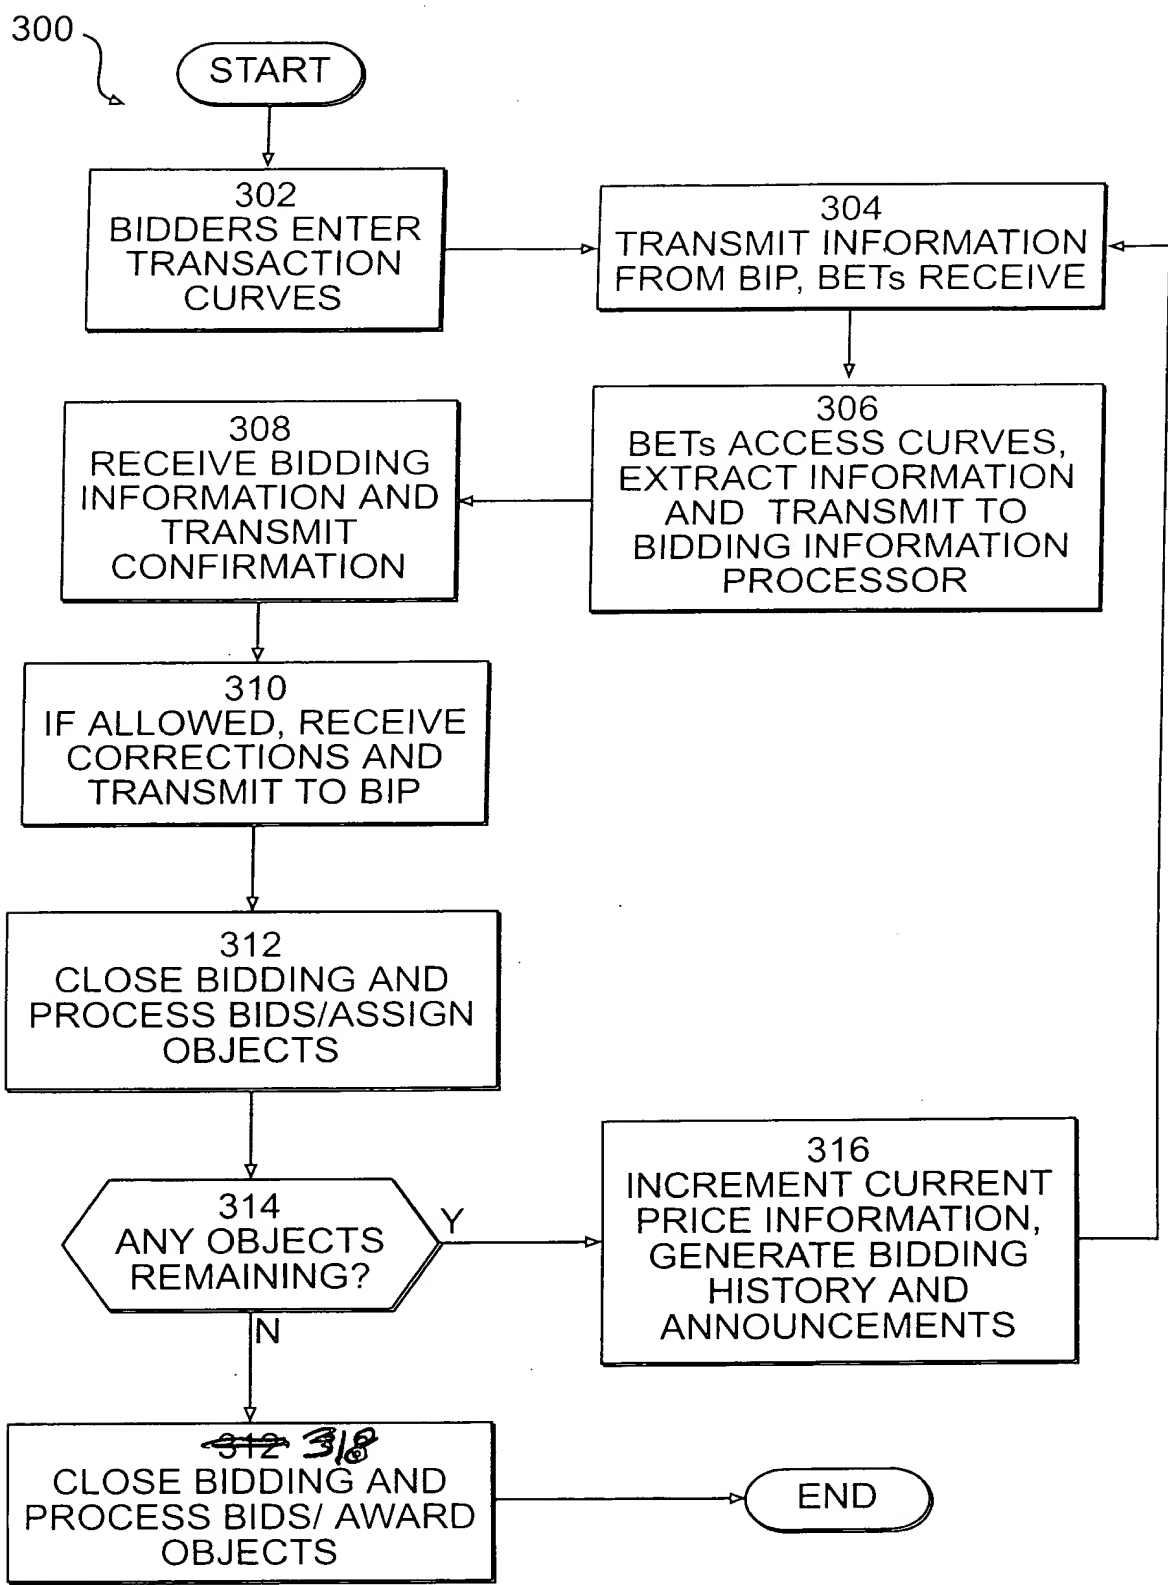 300
START
302
BIDDERS ENTER
TRANSACTION
CURVES
304
TRANSMIT INFORMATION
FROM BIP, BETs RECEIVE
306
BETs ACCESS CURVES,
EXTRACT INFORMATION
AND TRANSMIT TO
BIDDING INFORMATION
PROCESSOR
308
RECEIVE BIDDING
INFORMATION AND
TRANSMIT
CONFIRMATION
310
IF ALLOWED, RECEIVE
CORRECTIONS AND
TRANSMIT TO BIP
312
CLOSE BIDDING AND
PROCESS BIDS/ASSIGN
OBJECTS
314
ANY OBJECTS
REMAINING?
Y
N
316
INCREMENT CURRENT
PRICE INFORMATION,
GENERATE BIDDING
HISTORY AND
ANNOUNCEMENTS
312 318
CLOSE BIDDING AND
PROCESS BIDS/ AWARD
OBJECTS
END